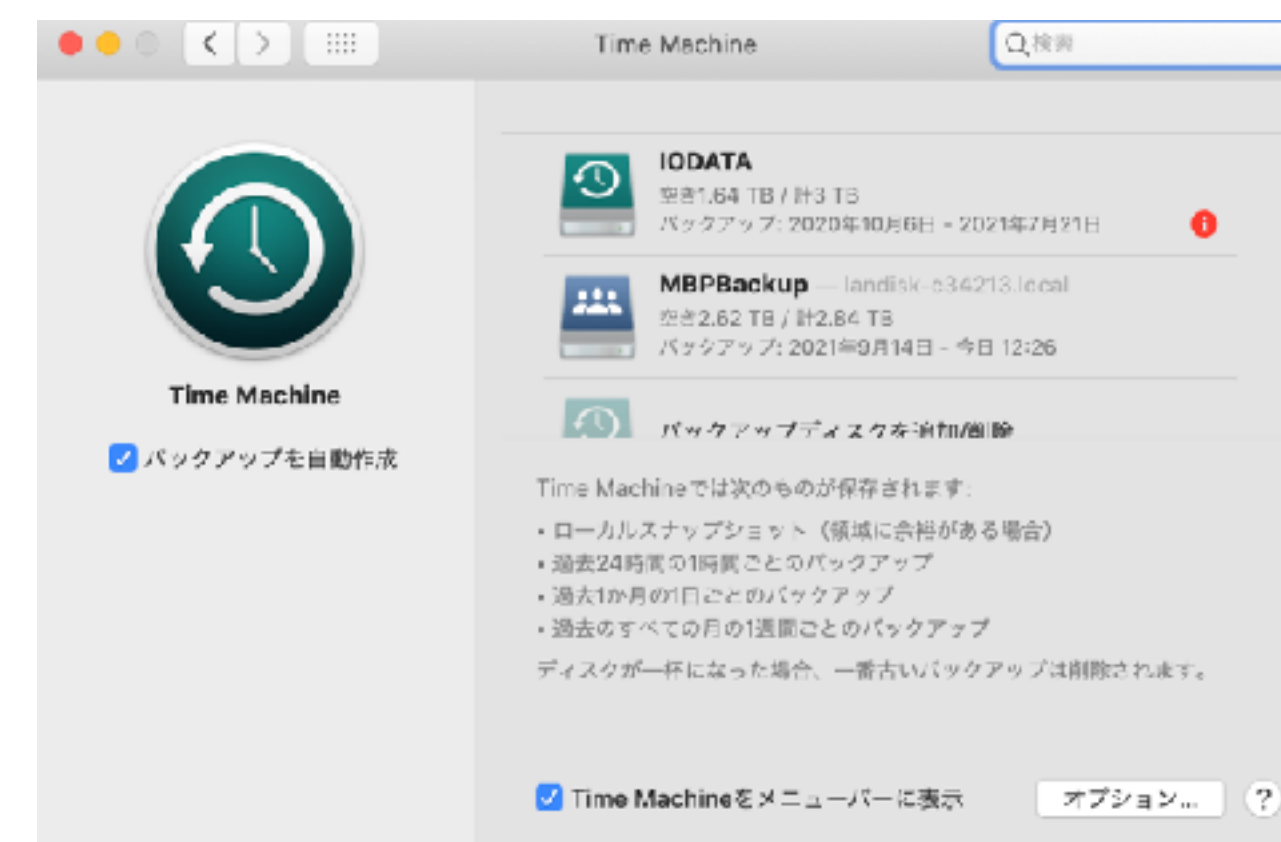 Time Machine
検索
IODATA
空き1.64 TB / 計3 TB
バックアップ: 2020年10月6日 - 2021年7月21日
MBPBackup — landisk-c34213.local
空き2.62 TB / 計2.84 TB
バックアップ: 2021年9月14日 - 今日 12:26
バックアップディスクを追加/削除
Time Machine
バックアップを自動作成
Time Machineでは次のものが保存されます:
• ローカルスナップショット（領域に余裕がある場合）
• 過去24時間の1時間ごとのバックアップ
• 過去1か月の1日ごとのバックアップ
• 過去のすべての月の1週間ごとのバックアップ
ディスクが一杯になった場合、一番古いバックアップは削除されます。
Time Machineをメニューバーに表示
オプション...
?